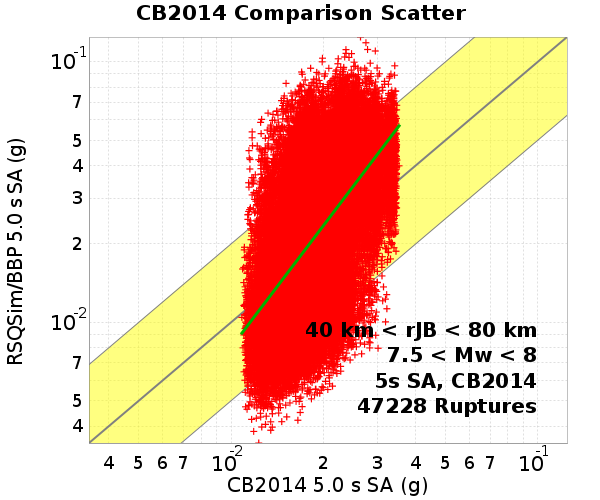 CB2014 Comparison Scatter
RSQSim/BBP 5.0 s SA (g)
10⁻¹
7
5
4
3
2
10⁻²
7
5
4
40 km < rJB < 80 km
7.5 < Mw < 8
5s SA, CB2014
47228 Ruptures
4 5 6 7 10⁻² 2 3 4 5 6 7 10⁻¹
CB2014 5.0 s SA (g)